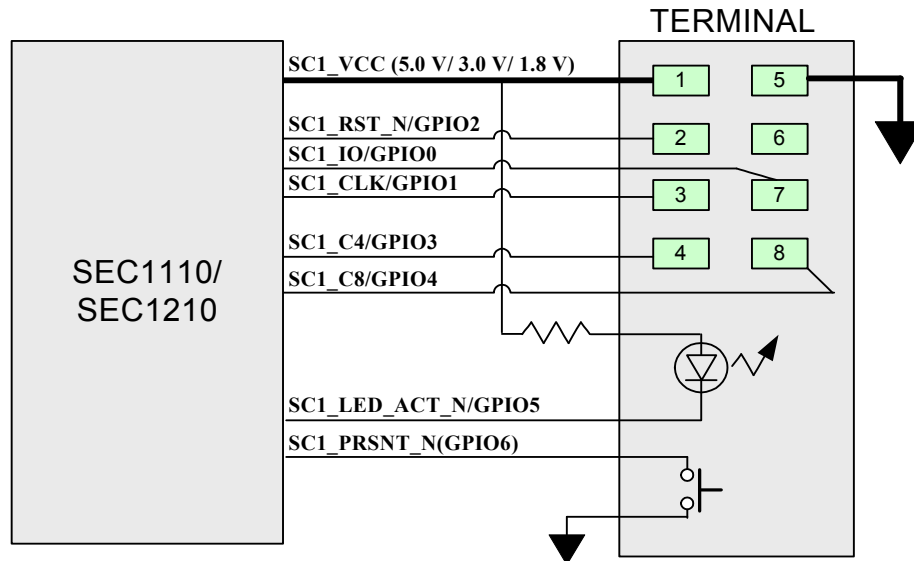 TERMINAL
SC1_VCC (5.0 V/ 3.0 V/ 1.8 V)
1
5
SC1_RST_N/GPIO2
2
6
SC1_IO/GPIO0
SC1_CLK/GPIO1
3
7
SC1_C4/GPIO3
4
8
SC1_C8/GPIO4
SEC1110/
SEC1210
SC1_LED_ACT_N/GPIO5
SC1_PRSNT_N(GPIO6)